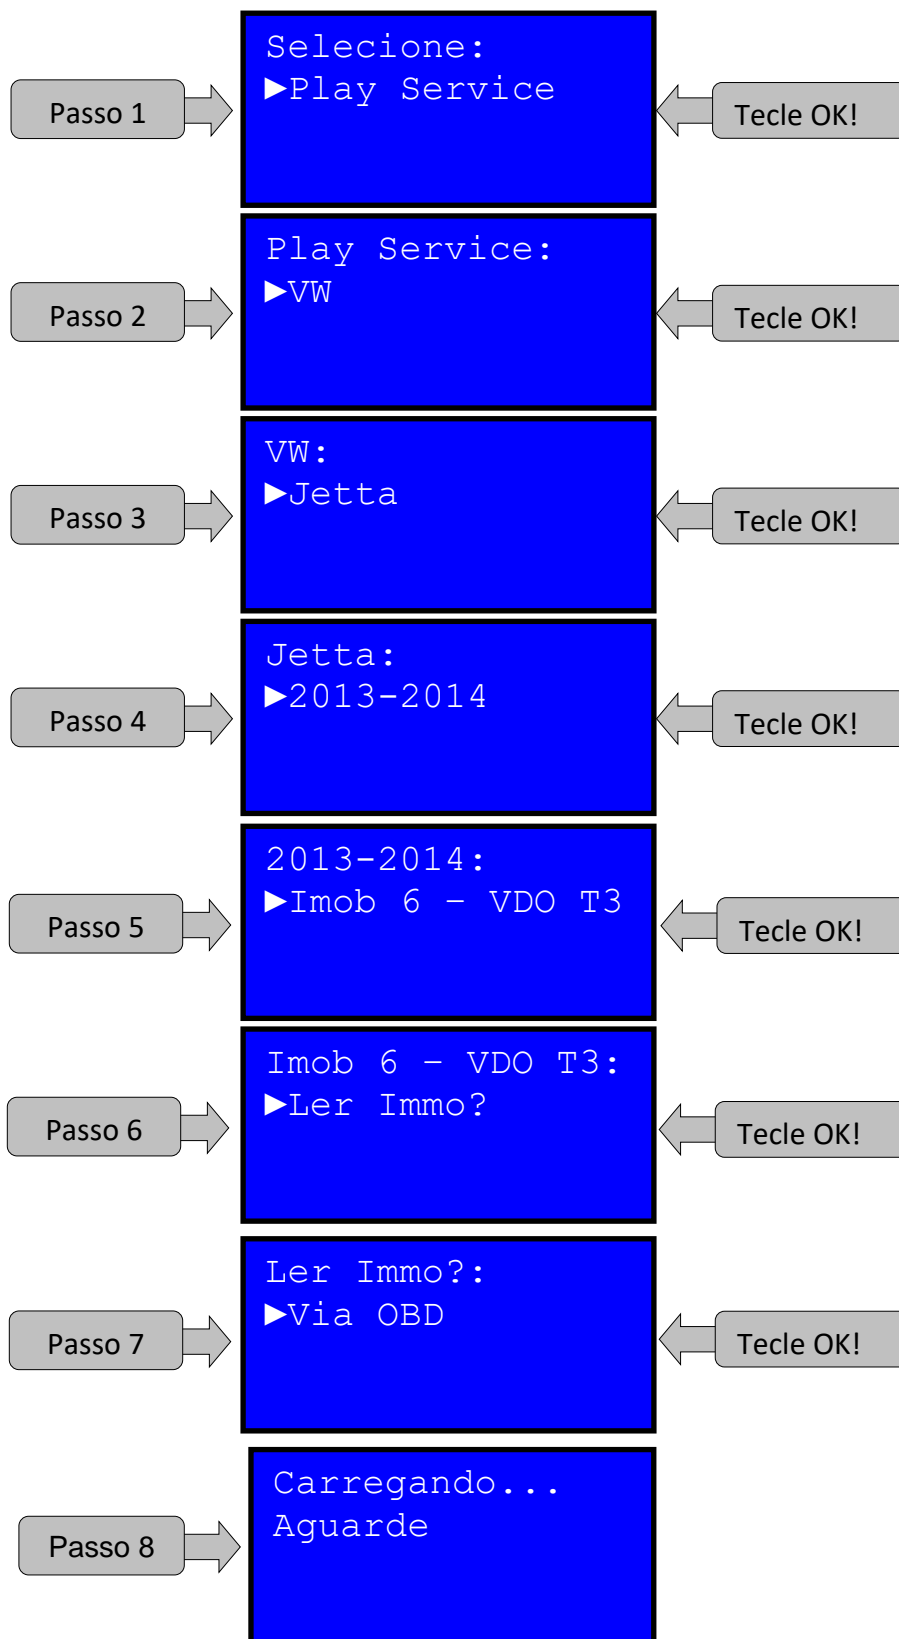 Selecione:
►Play Service
Passo 1
Tecle OK!
Play Service:
►VW
Passo 2
Tecle OK!
VW:
►Jetta
Passo 3
Tecle OK!
Jetta:
►2013-2014
Passo 4
Tecle OK!
2013-2014:
►Imob 6 – VDO T3
Passo 5
Tecle OK!
Imob 6 – VDO T3:
►Ler Immo?
Passo 6
Tecle OK!
Ler Immo?:
►Via OBD
Passo 7
Tecle OK!
Carregando...
Aguarde
Passo 8